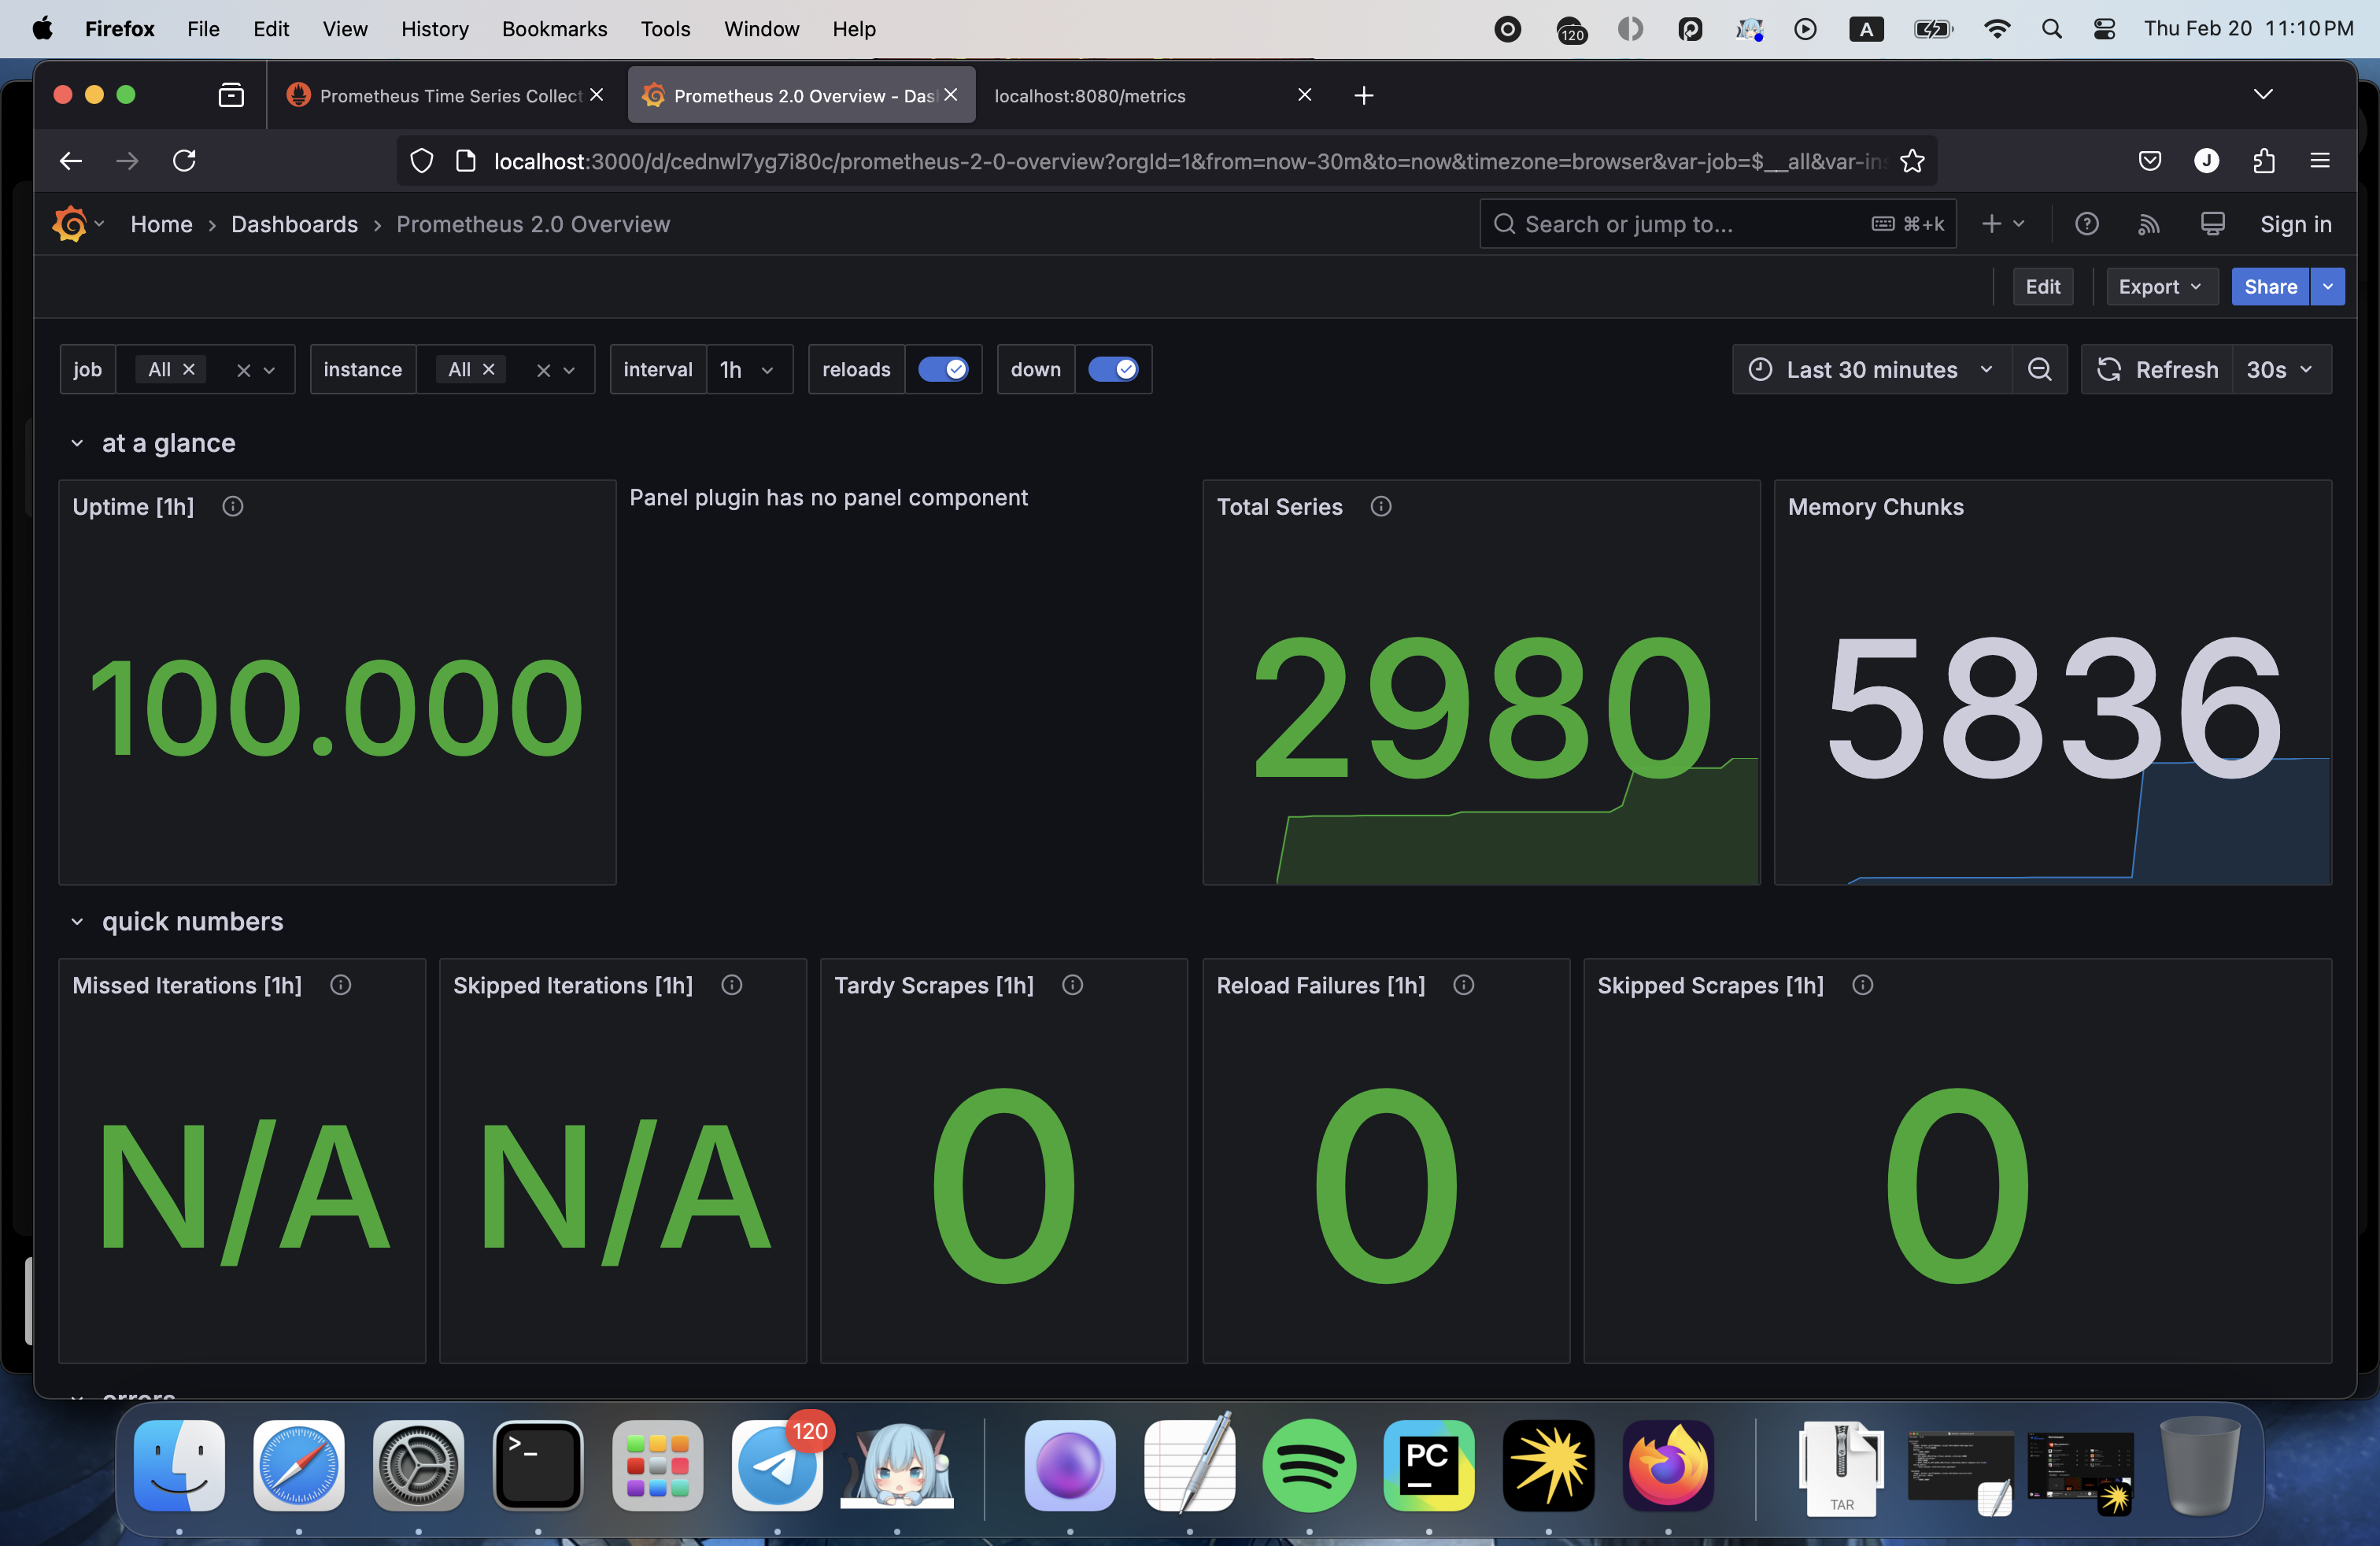 Firefox File Edit View History Bookmarks Tools Window Help 120 A Thu Feb 20 11:10 PM
Prometheus Time Series Collect Prometheus 2.0 Overview - Das localhost:8080/metrics
localhost:3000/d/cednwl7yg7i80c/prometheus-2-0-overview?orgId=1&from=now-30m&to=now&timezone=browser&var-job=$__all&var-ins J
Home › Dashboards › Prometheus 2.0 Overview Search or jump to... ⌘+k Sign in
Edit Export Share
job All instance All interval 1h reloads down Last 30 minutes Refresh 30s
at a glance
Uptime [1h] Panel plugin has no panel component Total Series Memory Chunks
100.000 2980 5836
quick numbers
Missed Iterations [1h] Skipped Iterations [1h] Tardy Scrapes [1h] Reload Failures [1h] Skipped Scrapes [1h]
N/A N/A 0 0 0
errors
120
>_ PC
TAR